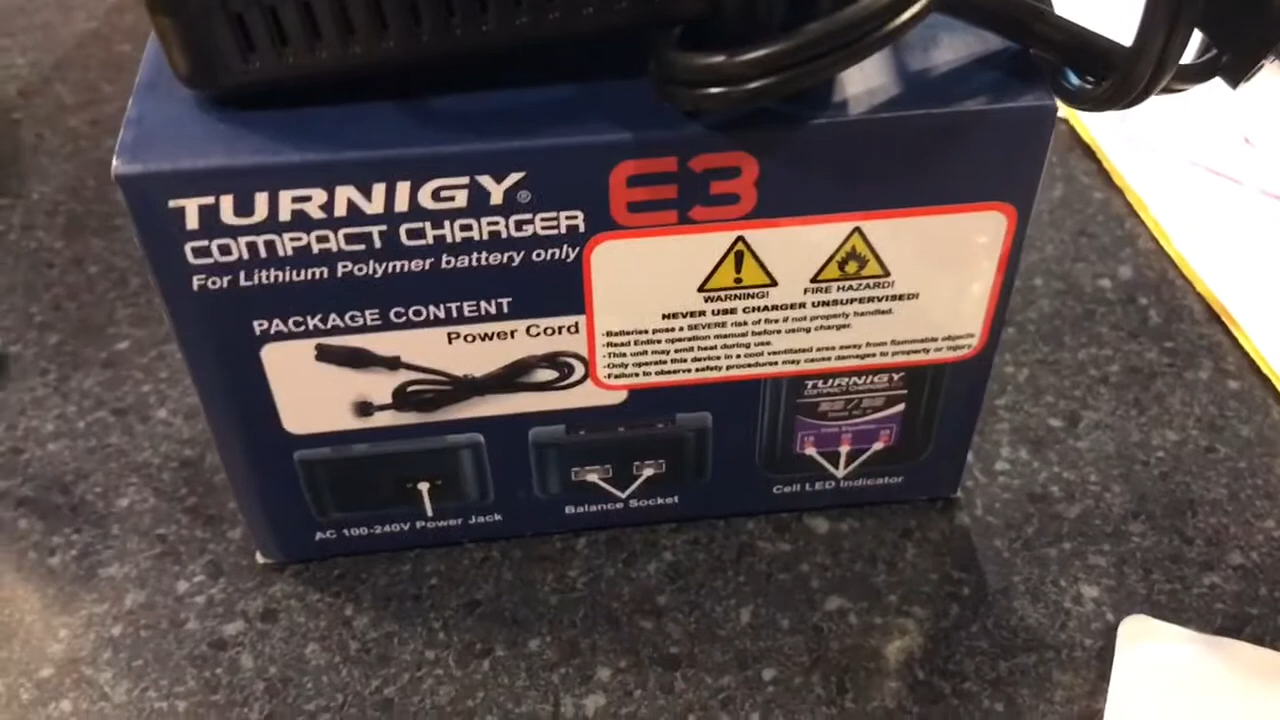 TURNIGY®
E3
COMPACT CHARGER
For Lithium Polymer battery only
PACKAGE CONTENT
Power Cord
WARNING!
FIRE HAZARD!
NEVER USE CHARGER UNSUPERVISED!
-Batteries pose a SEVERE risk of fire if not properly handled.
-Read Entire operation manual before using charger.
-This unit may emit heat during use.
-Only operate this device in a cool ventilated area away from flammable objects
-Failure to observe safety procedures may cause damages to property or injury.
TURNIGY
COMPACT CHARGER
AC 100-240V Power Jack
Balance Socket
Cell LED Indicator